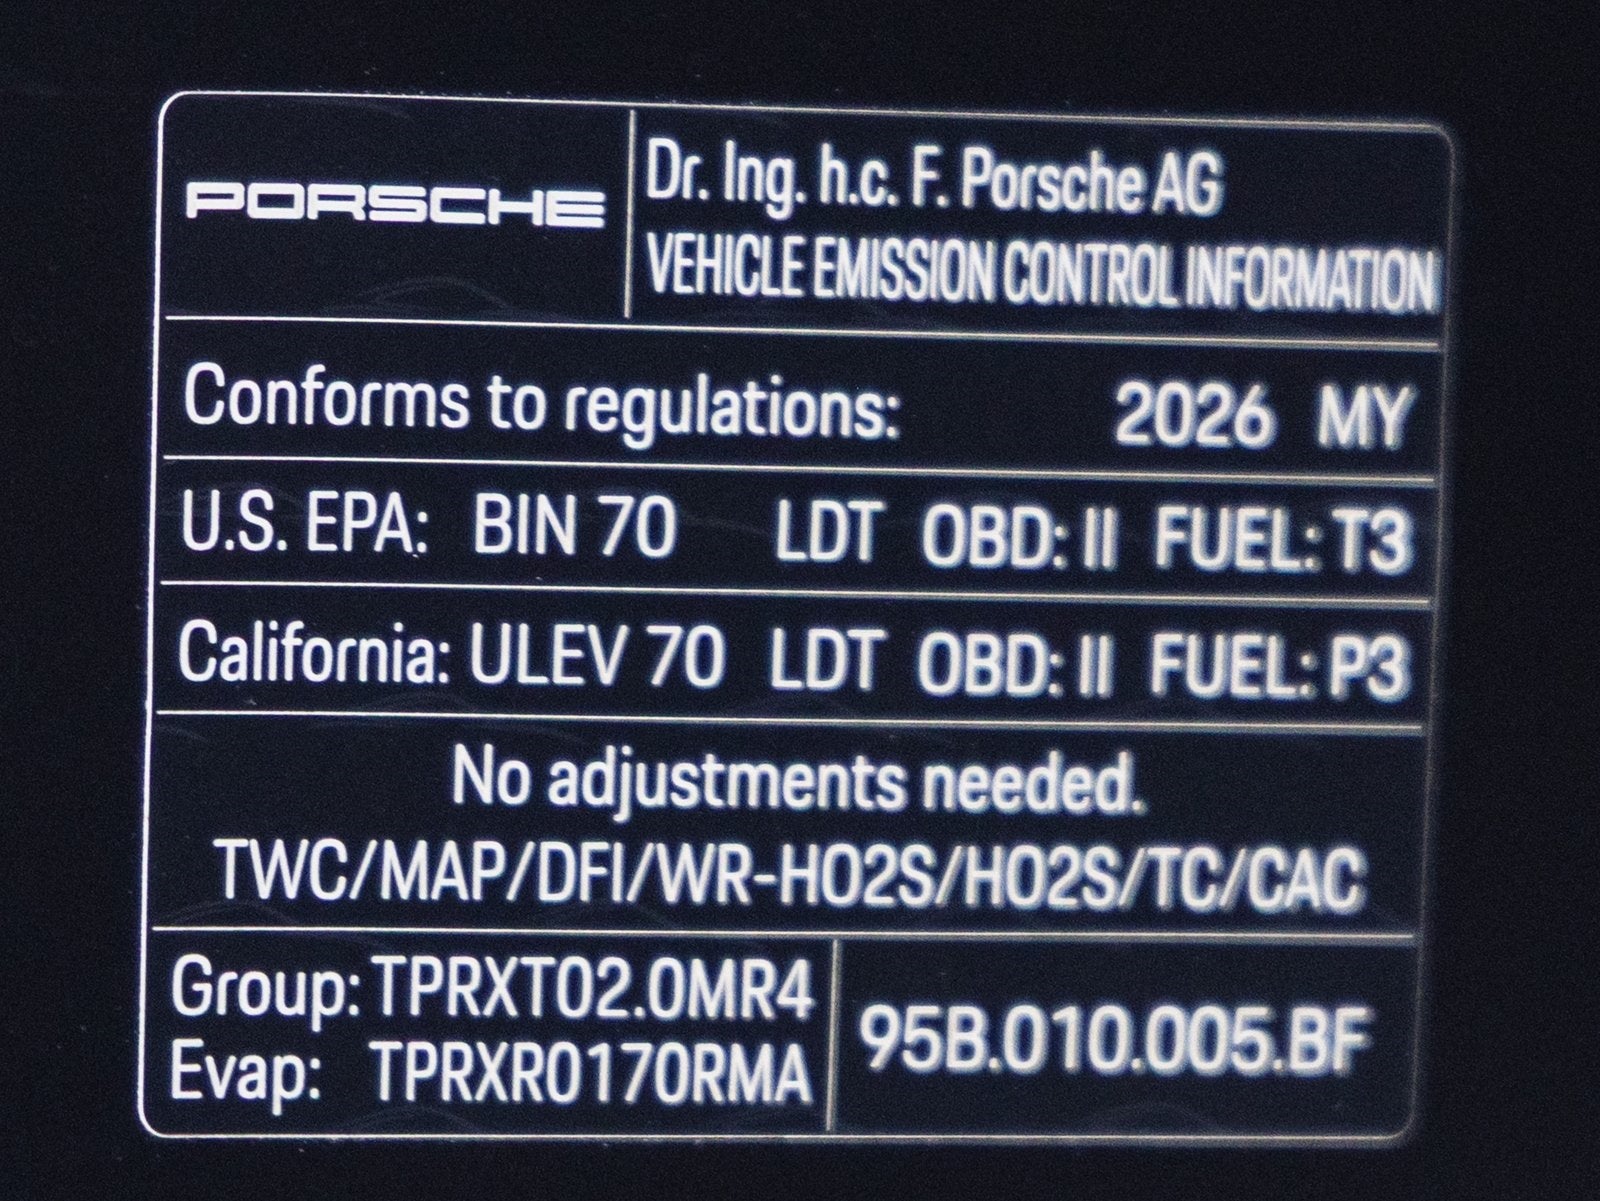 PORSCHE
Dr. Ing. h.c. F. Porsche AG
VEHICLE EMISSION CONTROL INFORMATION
Conforms to regulations: 2026 MY
U.S. EPA: BIN 70 LDT OBD: II FUEL: T3
California: ULEV 70 LDT OBD: II FUEL: P3
No adjustments needed.
TWC/MAP/DFI/WR-HO2S/HO2S/TC/CAC
Group: TPRXT02.0MR4
Evap: TPRXR0170RMA
95B.010.005.BF